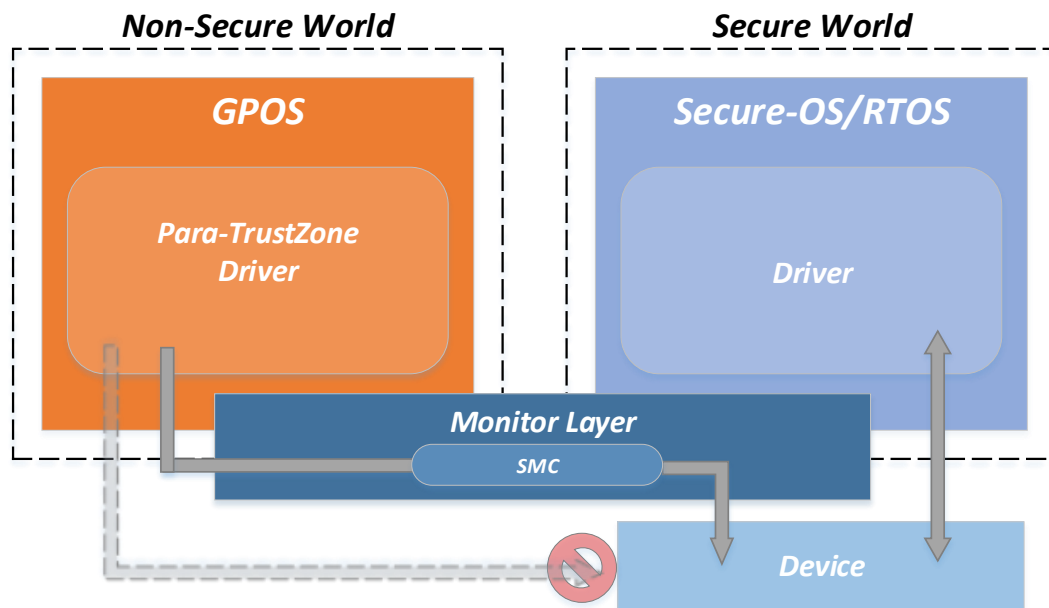 Non-Secure World
Secure World
GPOS
Secure-OS/RTOS
Para-TrustZone
Driver
Driver
Monitor Layer
SMC
Device